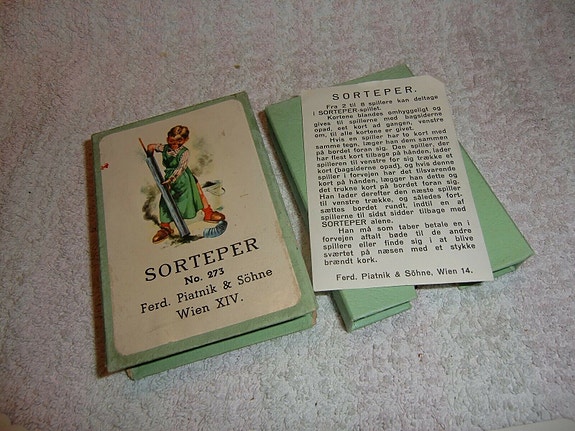 SORTEPER
No. 273
Ferd. Piatnik & Söhne
Wien XIV.
SORTEPER.
Fra 2 til 8 spillere kan deltage
i SORTEPER-spillet.
Kortene blandes omhyggeligt og
gives til spillerne med bagsiderne
opad, eet kort ad gangen, venstre
om, til alle kortene er givet.
Hvis en spiller har to kort med
samme tegn, lægger han dem sammen
på bordet foran sig. Den spiller, der
har flest kort tilbage på hånden, lader
spilleren til venstre for sig trække et
kort (bagsiderne opad), og hvis denne
spiller i forvejen har det tilsvarende
kort på hånden, lægger han dette og
det trukne kort på bordet foran sig.
Han lader derefter den næste spiller
til venstre trække, og således fort-
sættes bordet rundt, indtil en af
spillerne til sidst sidder tilbage med
SORTEPER alene.
Han må som taber betale en i
forvejen aftalt bøde til de andre
spillere eller finde sig i at blive
sværtet på næsen med et stykke
brændt kork.
Ferd. Piatnik & Söhne, Wien 14.